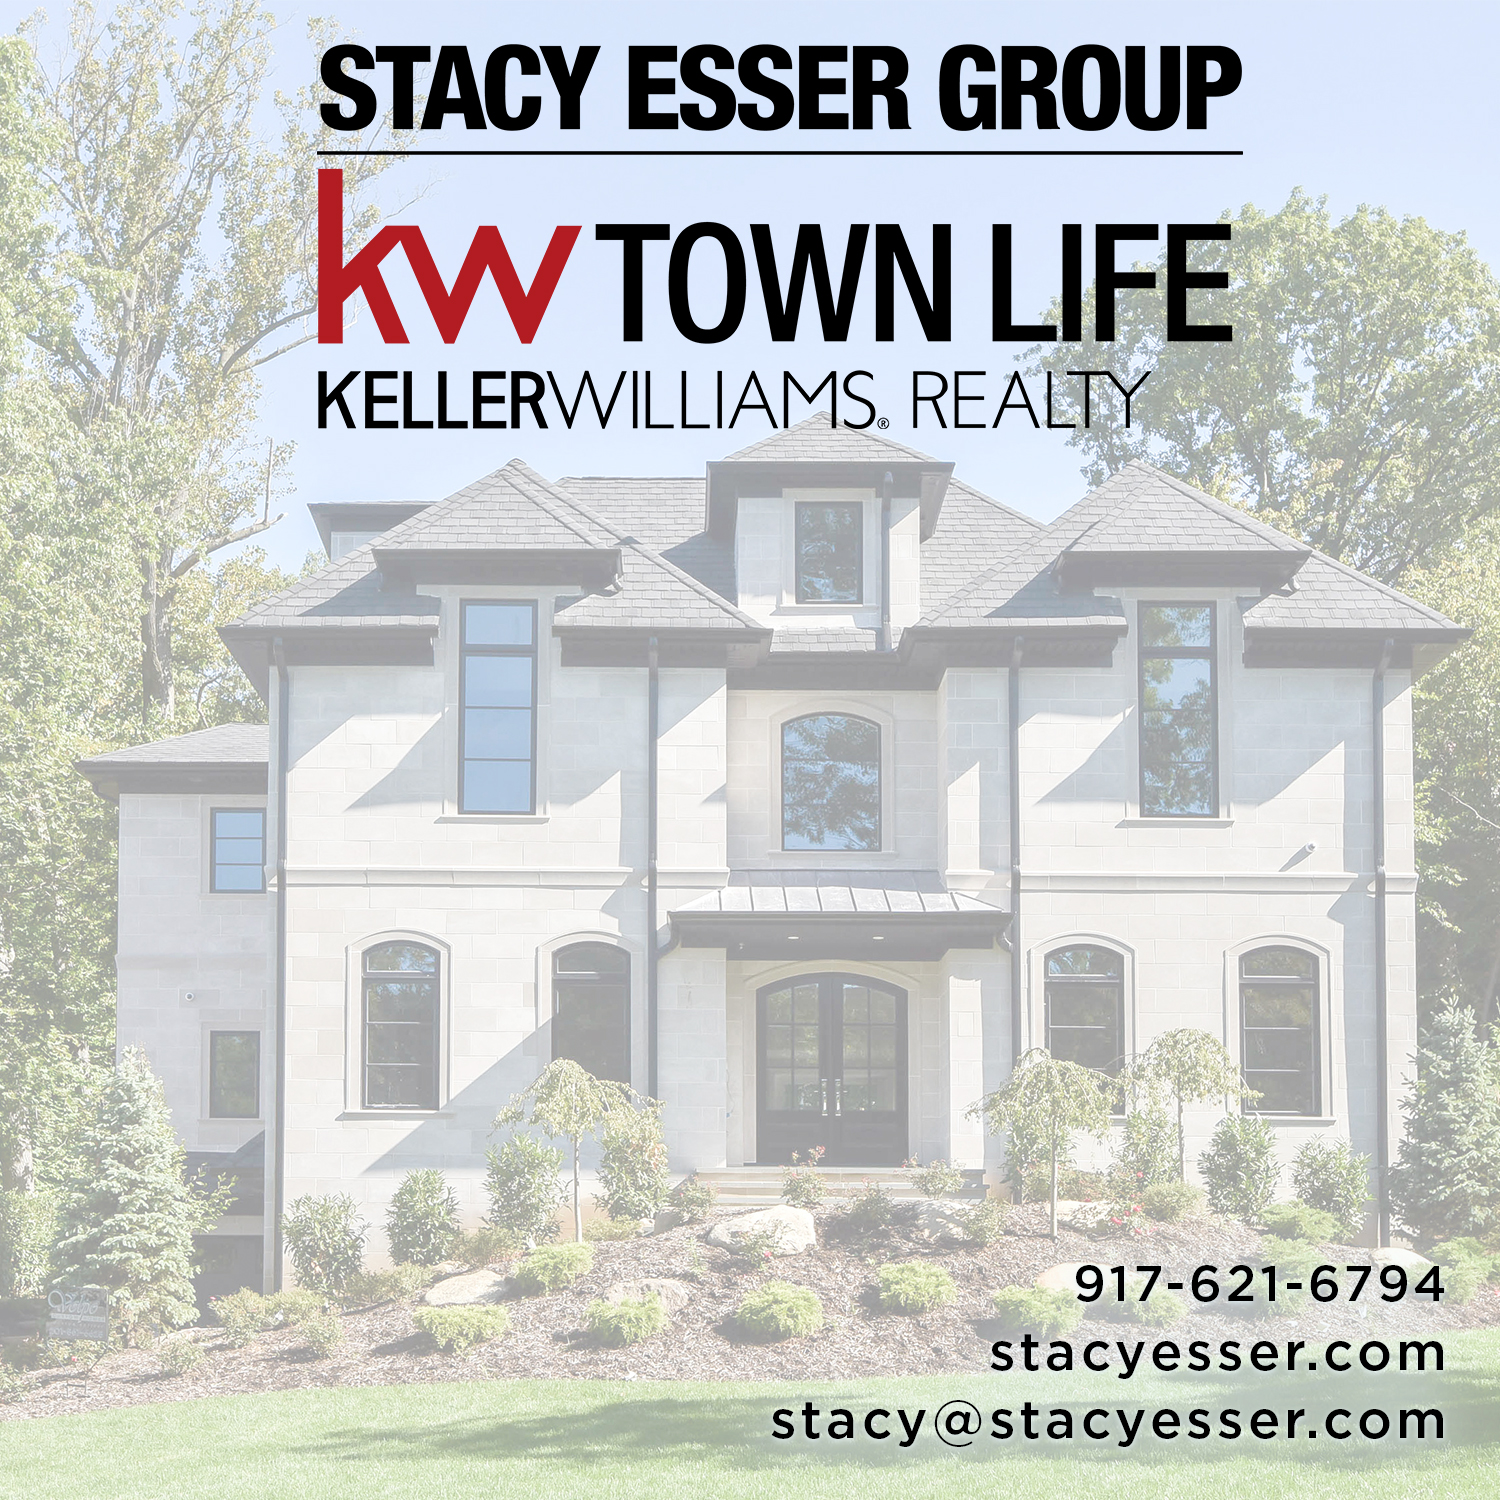 STACY ESSER GROUP
kw TOWN LIFE
KELLERWILLIAMS® REALTY
917-621-6794
stacyesser.com
stacy@stacyesser.com